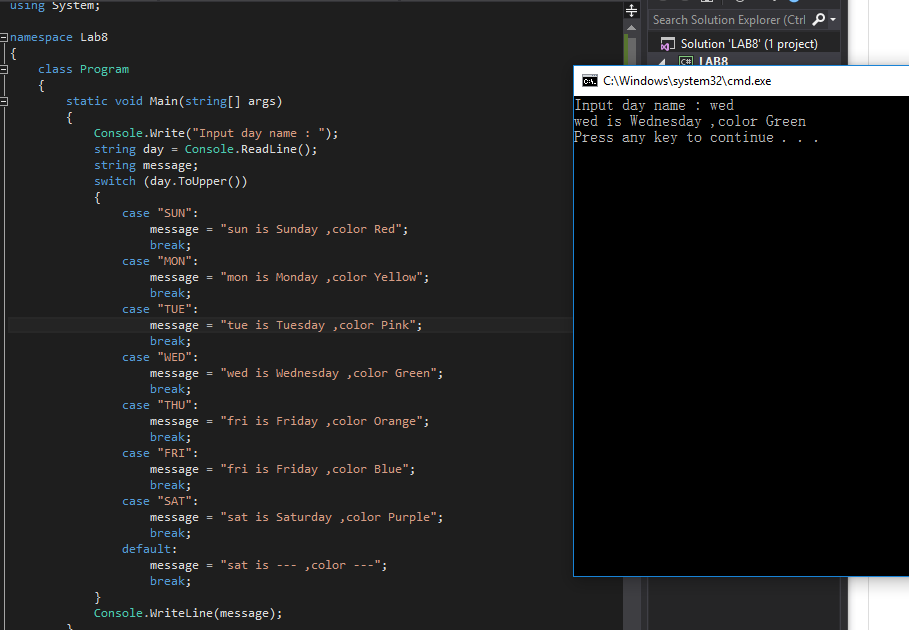 using System;
namespace Lab8
{
class Program
{
static void Main(string[] args)
{
Console.Write("Input day name : ");
string day = Console.ReadLine();
string message;
switch (day.ToUpper())
{
case "SUN":
message = "sun is Sunday ,color Red";
break;
case "MON":
message = "mon is Monday ,color Yellow";
break;
case "TUE":
message = "tue is Tuesday ,color Pink";
break;
case "WED":
message = "wed is Wednesday ,color Green";
break;
case "THU":
message = "fri is Friday ,color Orange";
break;
case "FRI":
message = "fri is Friday ,color Blue";
break;
case "SAT":
message = "sat is Saturday ,color Purple";
break;
default:
message = "sat is --- ,color ---";
break;
}
Console.WriteLine(message);
}
Search Solution Explorer (Ctrl
Solution 'LAB8' (1 project)
C# LAB8
C:\Windows\system32\cmd.exe
Input day name : wed
wed is Wednesday ,color Green
Press any key to continue . . .